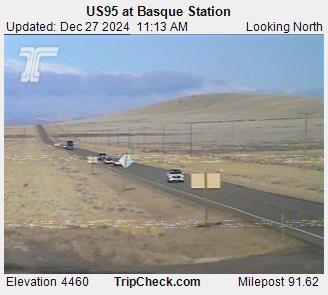 US95 at Basque Station
Updated: Dec 27 2024 11:13 AM Looking North
Elevation 4460 TripCheck.com Milepost 91.62